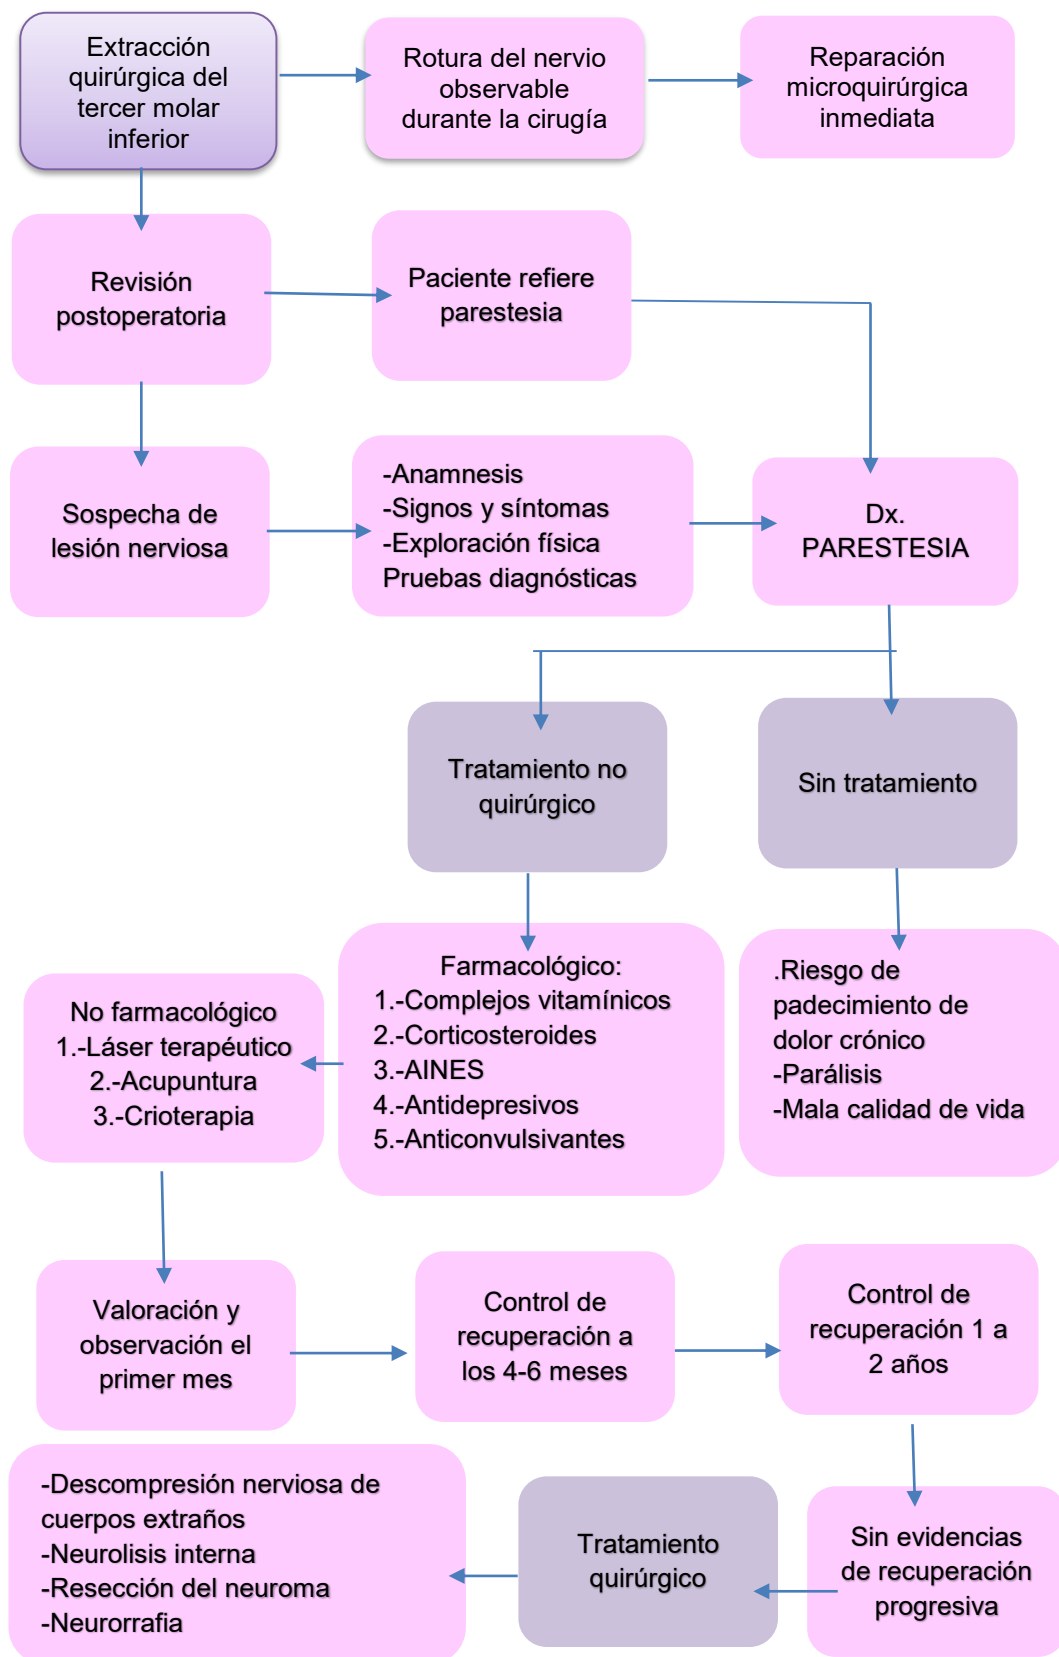 Extracción
quirúrgica del
tercer molar
inferior
Rotura del nervio
observable
durante la cirugía
Reparación
microquirúrgica
inmediata
Revisión
postoperatoria
Paciente refiere
parestesia
Sospecha de
lesión nerviosa
-Anamnesis
-Signos y síntomas
-Exploración física
Pruebas diagnósticas
Dx.
PARESTESIA
Tratamiento no
quirúrgico
Sin tratamiento
No farmacológico
1.-Láser terapéutico
2.-Acupuntura
3.-Crioterapia
Farmacológico:
1.-Complejos vitamínicos
2.-Corticosteroides
3.-AINES
4.-Antidepresivos
5.-Anticonvulsivantes
.Riesgo de
padecimiento de
dolor crónico
-Parálisis
-Mala calidad de vida
Valoración y
observación el
primer mes
Control de
recuperación a
los 4-6 meses
Control de
recuperación 1 a
2 años
-Descompresión nerviosa de
cuerpos extraños
-Neurolisis interna
-Resección del neuroma
-Neurorrafia
Tratamiento
quirúrgico
Sin evidencias
de recuperación
progresiva